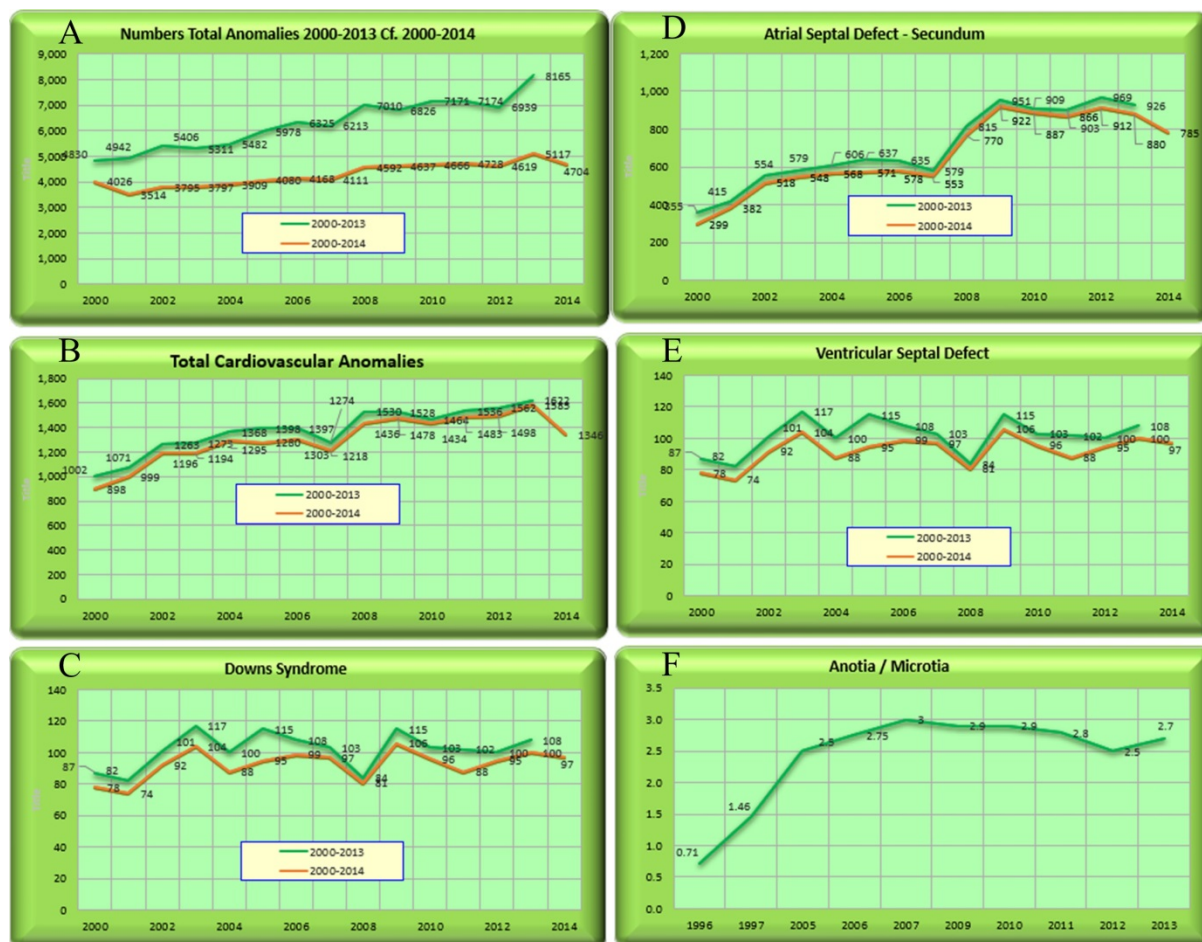 A
Numbers Total Anomalies 2000-2013 Cf. 2000-2014
9,000
8,000
7,000
6,000
5,000
4,000
3,000
2,000
1,000
0
4830 4942 5406 5311 5482 5978 6325 6213 7010 6826 7171 7174 6939 8165
4026 3514 3795 3797 3909 4080 4168 4111 4592 4637 4666 4728 4619 5117 4704
2000-2013
2000-2014
2000 2002 2004 2006 2008 2010 2012 2014
B
Total Cardiovascular Anomalies
1,800
1,600
1,400
1,200
1,000
800
600
400
200
0
1002 1071 1263 1273 1368 1393 1397 1274 1530 1528 1464 1536 1562 1622
898 999 1196 1194 1295 1280 1303 1218 1436 1478 1434 1483 1498 1583 1346
2000-2013
2000-2014
2000 2002 2004 2006 2008 2010 2012 2014
C
Downs Syndrome
140
120
100
80
60
40
20
0
87 82 101 117 100 115 108 103 84 115 103 102 100 108
78 74 92 104 88 95 99 97 81 106 96 88 95 100 97
2000-2013
2000-2014
2000 2002 2004 2006 2008 2010 2012 2014
D
Atrial Septal Defect - Secundum
1,200
1,000
800
600
400
200
0
355 415 554 579 606 637 635 579 815 951 909 903 969 926
299 382 518 548 568 571 578 553 770 922 887 866 912 880 785
2000-2013
2000-2014
2000 2002 2004 2006 2008 2010 2012 2014
E
Ventricular Septal Defect
140
120
100
80
60
40
20
0
87 82 101 117 100 115 108 103 84 115 103 102 100 108
78 74 92 104 88 95 99 97 81 106 96 88 95 100 97
2000-2013
2000-2014
2000 2002 2004 2006 2008 2010 2012 2014
F
Anotia / Microtia
3.5
3.0
2.5
2.0
1.5
1.0
0.5
0.0
0.71 1.46 2.5 2.75 3 2.9 2.9 2.8 2.5 2.7
1996 1997 2005 2006 2007 2009 2010 2011 2012 2013